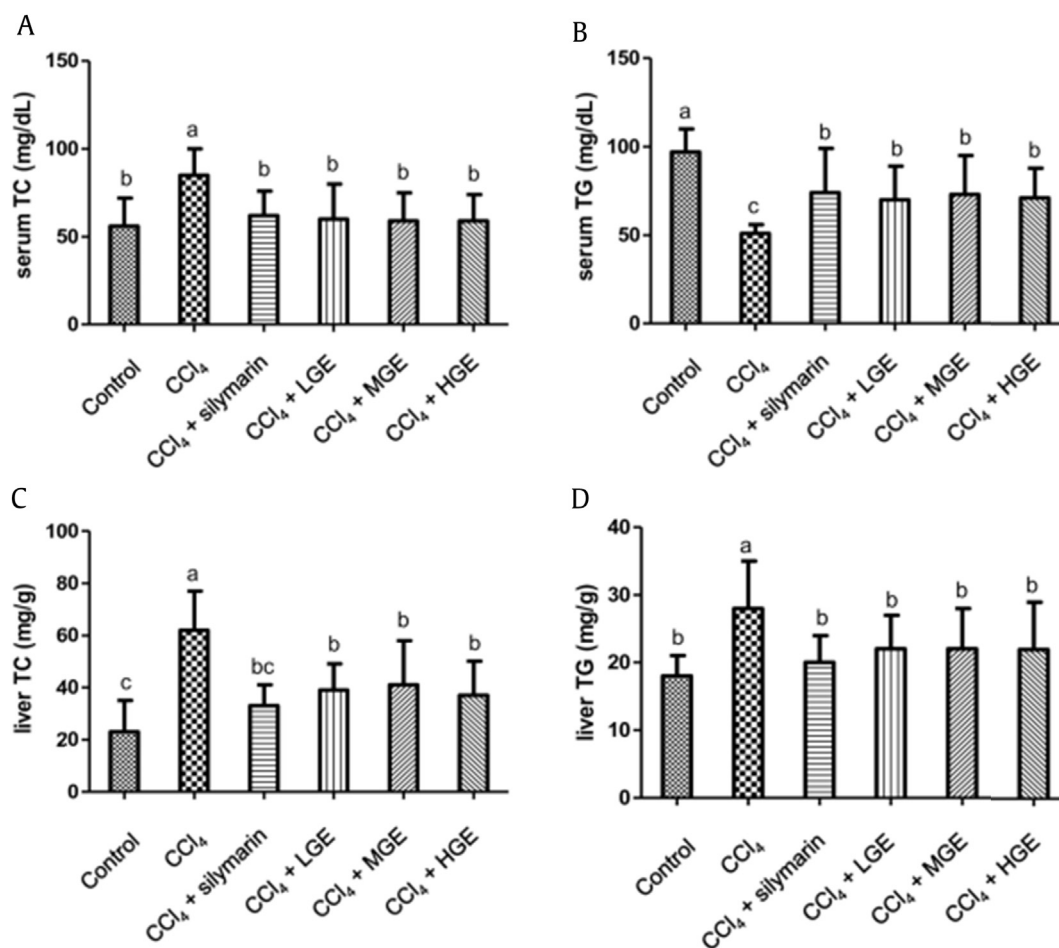 A
serum TC (mg/dL)
150
100
50
0
b
a
b
b
b
b
Control
CCl₄
CCl₄ + silymarin
CCl₄ + LGE
CCl₄ + MGE
CCl₄ + HGE
B
serum TG (mg/dL)
150
100
50
0
a
c
b
b
b
b
Control
CCl₄
CCl₄ + silymarin
CCl₄ + LGE
CCl₄ + MGE
CCl₄ + HGE
C
liver TC (mg/g)
100
80
60
40
20
0
c
a
bc
b
b
b
Control
CCl₄
CCl₄ + silymarin
CCl₄ + LGE
CCl₄ + MGE
CCl₄ + HGE
D
liver TG (mg/g)
40
30
20
10
0
b
a
b
b
b
b
Control
CCl₄
CCl₄ + silymarin
CCl₄ + LGE
CCl₄ + MGE
CCl₄ + HGE